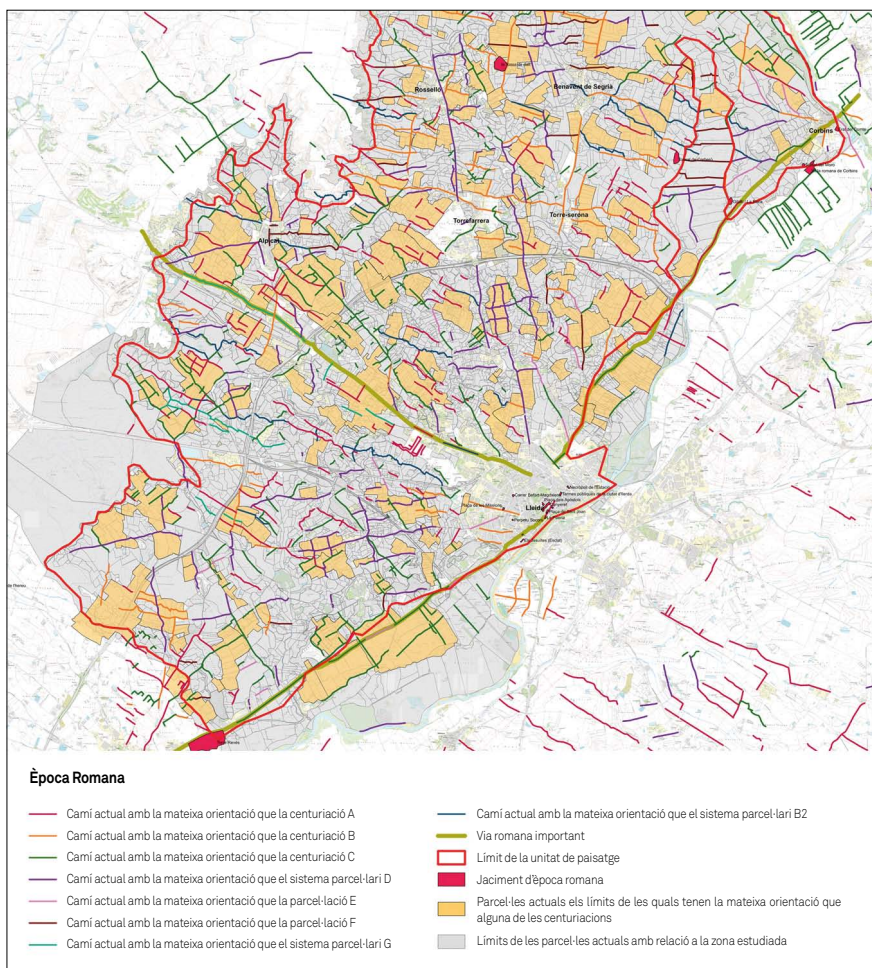 Rosselló
Benavent de Segrià
Corbins
Torre-serona
Torrefarrera
Alpicat
Lleida
Època Romana
Camí actual amb la mateixa orientació que la centuriació A
Camí actual amb la mateixa orientació que la centuriació B
Camí actual amb la mateixa orientació que la centuriació C
Camí actual amb la mateixa orientació que el sistema parcel·lari D
Camí actual amb la mateixa orientació que la parcel·lació E
Camí actual amb la mateixa orientació que la parcel·lació F
Camí actual amb la mateixa orientació que el sistema parcel·lari G
Camí actual amb la mateixa orientació que el sistema parcel·lari B2
Via romana important
Límit de la unitat de paisatge
Jaciment d'època romana
Parcel·les actuals els límits de les quals tenen la mateixa orientació que
alguna de les centuriacions
Límits de les parcel·les actuals amb relació a la zona estudiada